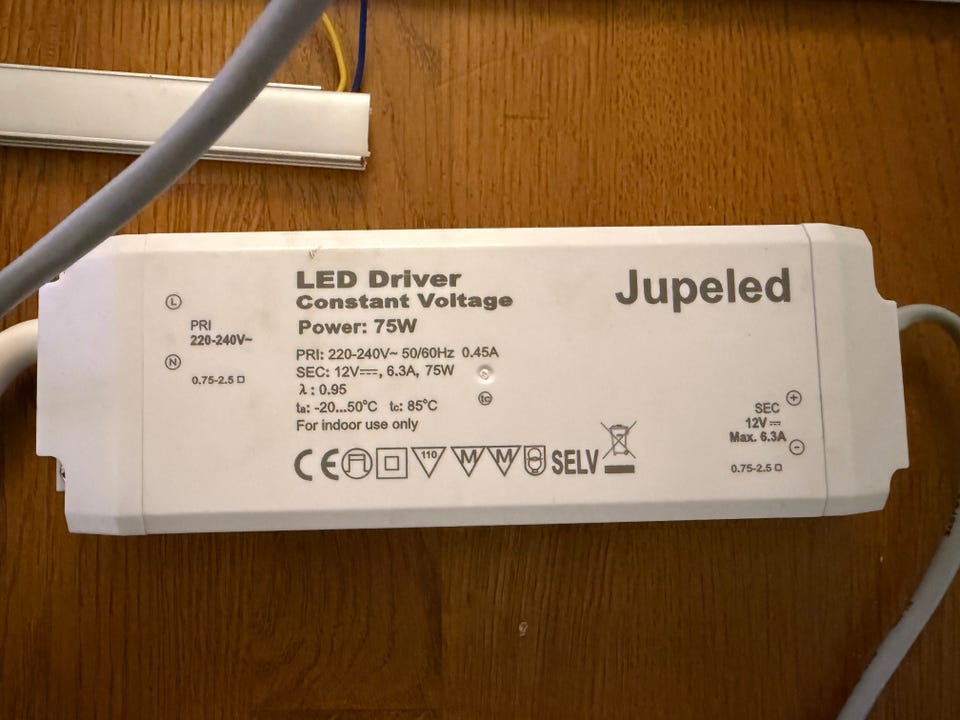 LED Driver
Constant Voltage
Power: 75W
Jupeled
L
PRI
220-240V~
N
0.75-2.5
PRI: 220-240V~ 50/60Hz 0.45A
SEC: 12V⎓, 6.3A, 75W
λ : 0.95
ta: -20...50°C tc: 85°C
tc
For indoor use only
CE 110 M M SELV
+
SEC
12V⎓
Max. 6.3A
-
0.75-2.5